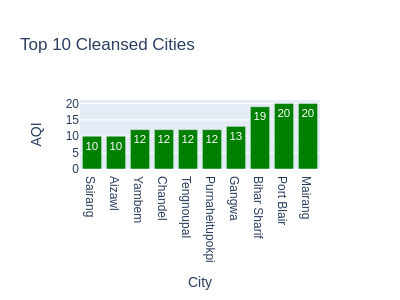 Top 10 Cleansed Cities
AQI
20
15
10
5
0
10
10
12
12
12
12
13
19
20
20
Sairang
Aizawl
Yambem
Chandel
Tengnoupal
Purnaheitupokpi
Gangwa
Bihar Sharif
Port Blair
Mairang
City